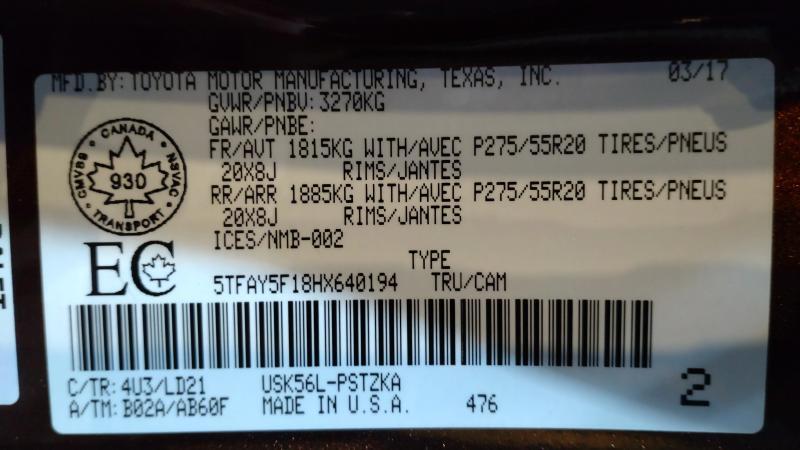 MFD.BY: TOYOTA MOTOR MANUFACTURING, TEXAS, INC. 03/17
GVWR/PNBV: 3270KG
GAWR/PNBE:
FR/AVT 1815KG WITH/AVEC P275/55R20 TIRES/PNEUS
20X8J RIMS/JANTES
RR/ARR 1885KG WITH/AVEC P275/55R20 TIRES/PNEUS
20X8J RIMS/JANTES
ICES/NMB-002
CANADA
CMVSS 930 NSVAC
TRANSPORT
EC
TYPE
5TFAY5F18HX640194 TRU/CAM
C/TR: 4U3/LD21 USK56L-PSTZKA
A/TM: B02A/AB60F MADE IN U.S.A. 476 2